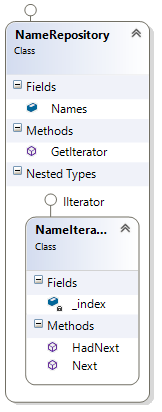 NameRepository
Class
Fields
Names
Methods
GetIterator
Nested Types
IIterator
NameItera...
Class
Fields
_index
Methods
HadNext
Next